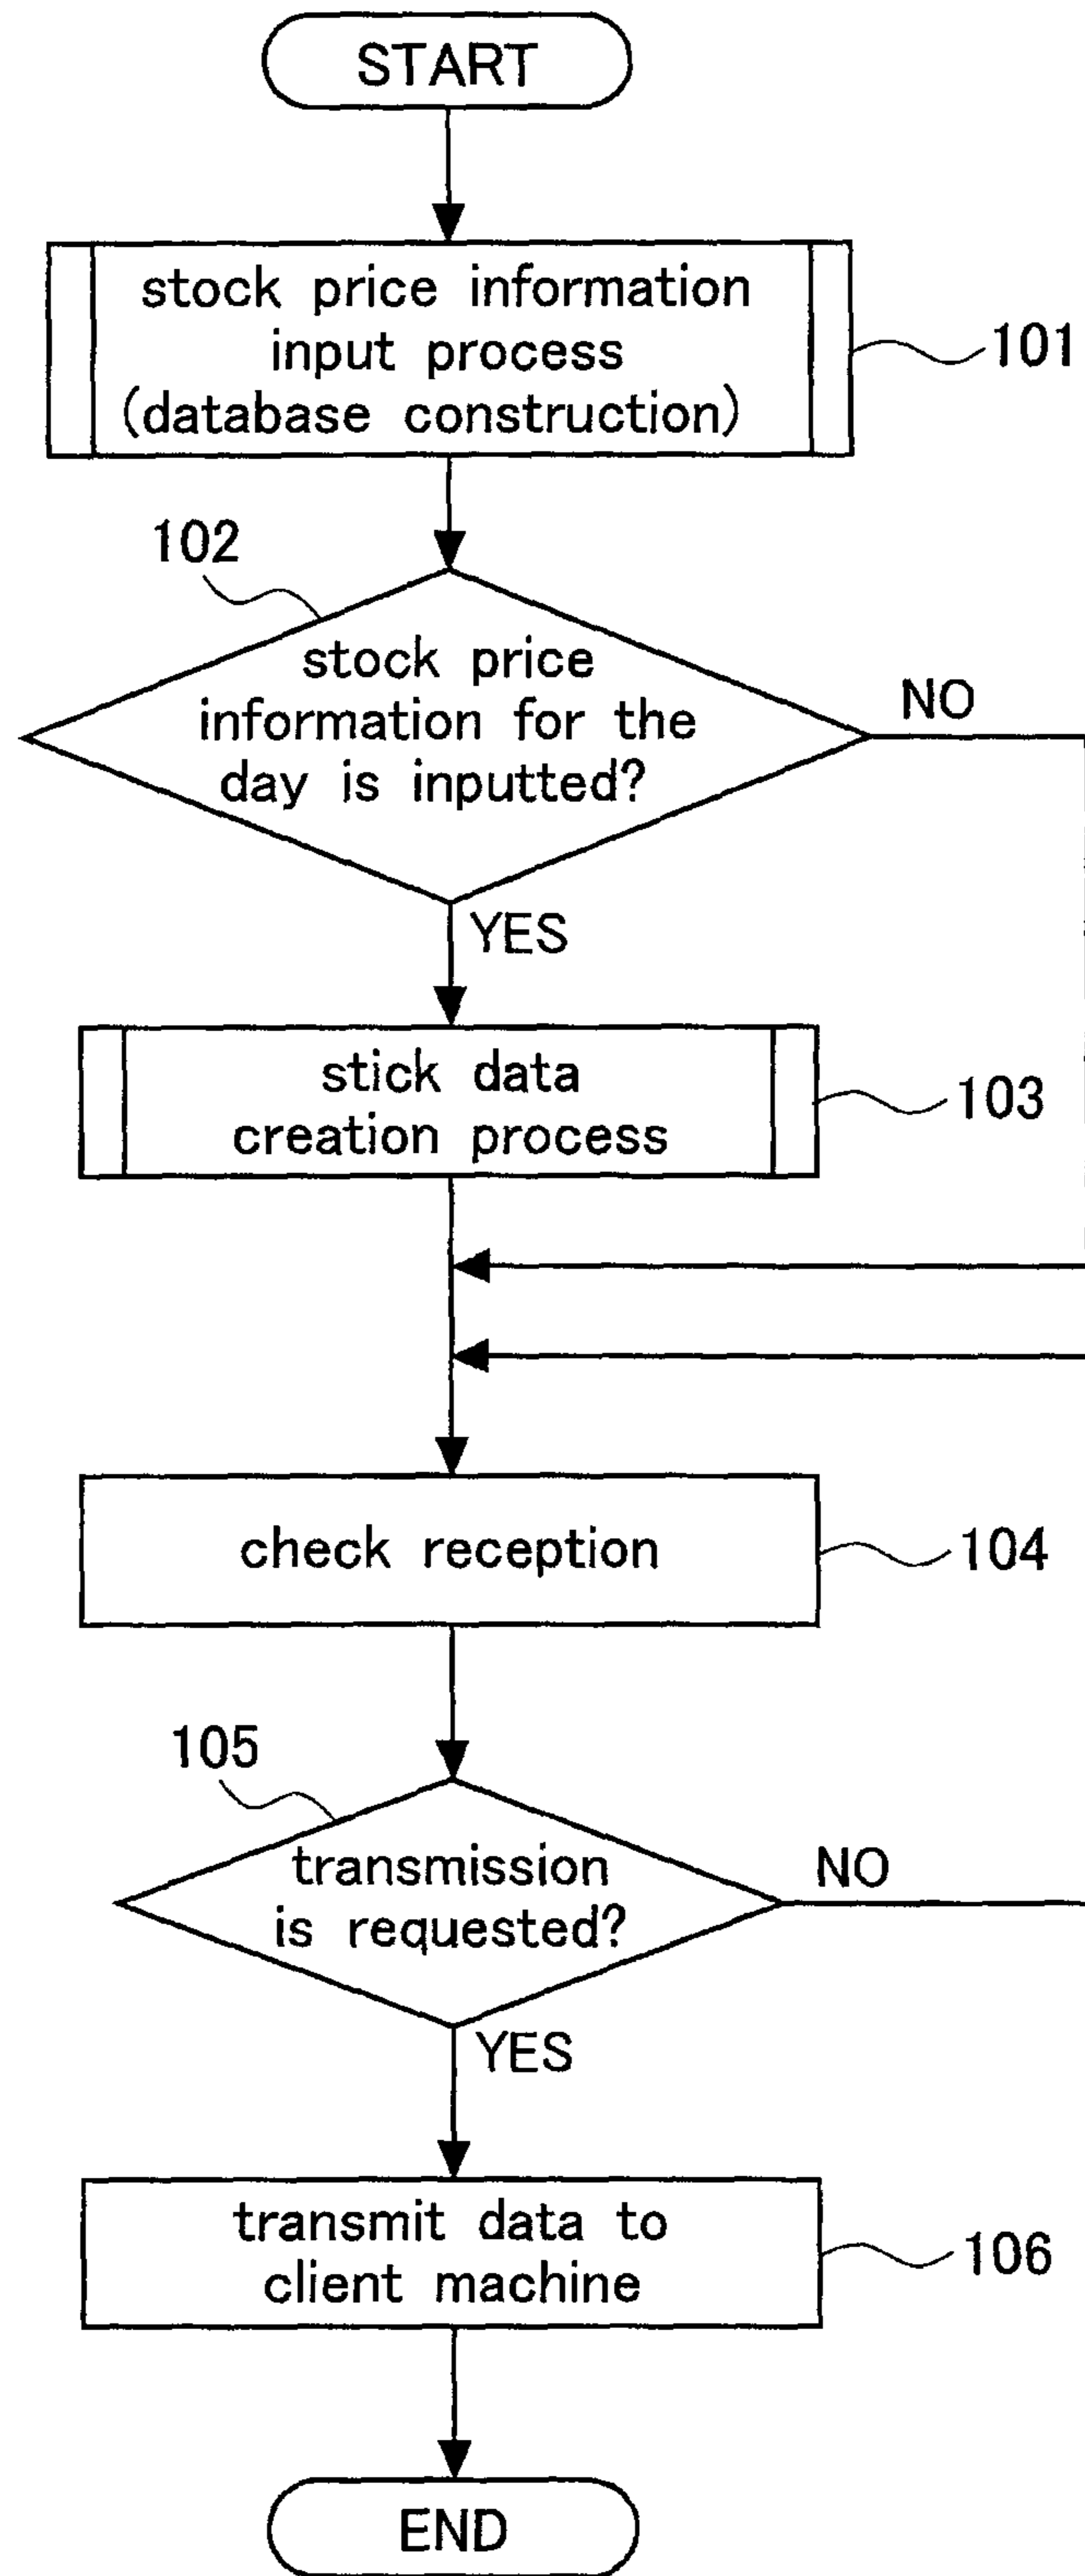 START
stock price information
input process
(database construction)
101
102
stock price
information for the
day is inputted?
NO
YES
stick data
creation process
103
check reception
104
105
transmission
is requested?
NO
YES
transmit data to
client machine
106
END